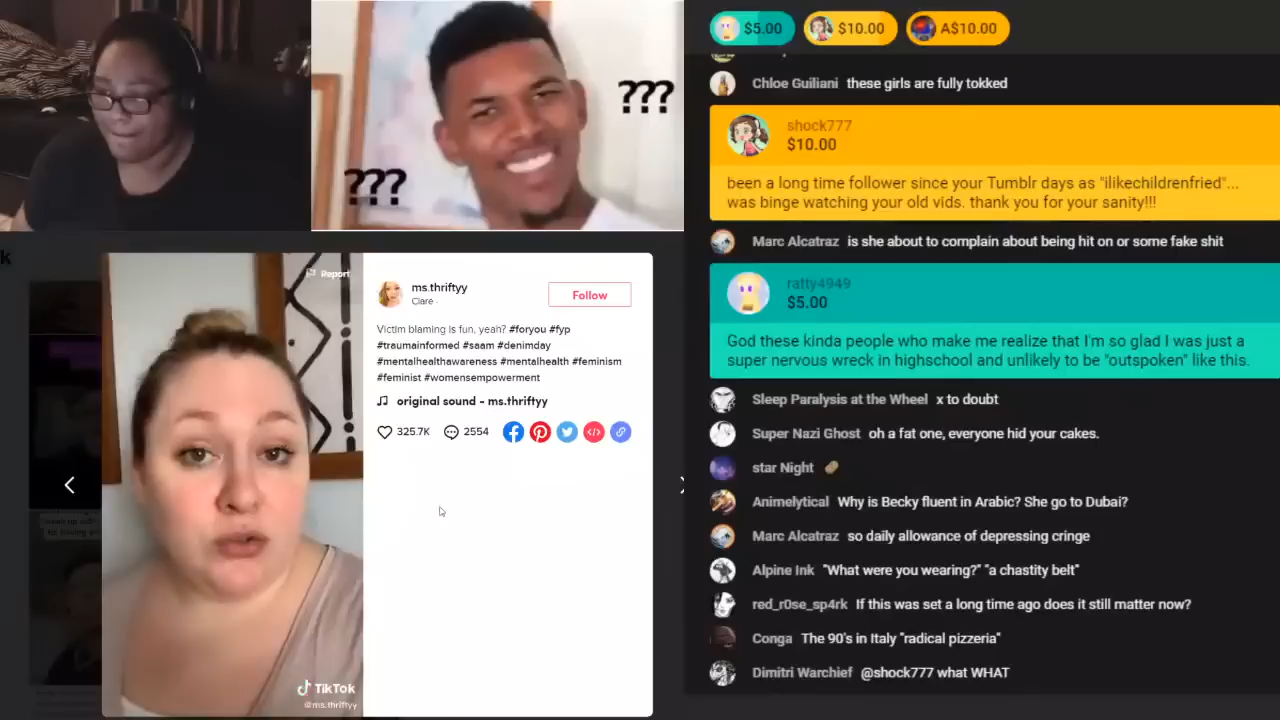 ???
???
k
Report
TikTok
@ms.thriftyy
ms.thriftyy
Clare ·
Follow
Victim blaming is fun, yeah? #foryou #fyp
#traumainformed #saam #denimday
#mentalhealthawareness #mentalhealth #feminism
#feminist #womensempowerment
original sound - ms.thriftyy
325.7K
2554
$5.00
$10.00
A$10.00
Chloe Guiliani these girls are fully tokked
shock777
$10.00
been a long time follower since your Tumblr days as "ilikechildrenfried"...
was binge watching your old vids. thank you for your sanity!!!
Marc Alcatraz is she about to complain about being hit on or some fake shit
ratty4949
$5.00
God these kinda people who make me realize that I'm so glad I was just a
super nervous wreck in highschool and unlikely to be "outspoken" like this.
Sleep Paralysis at the Wheel x to doubt
Super Nazi Ghost oh a fat one, everyone hid your cakes.
star Night
Animelytical Why is Becky fluent in Arabic? She go to Dubai?
Marc Alcatraz so daily allowance of depressing cringe
Alpine Ink "What were you wearing?" "a chastity belt"
red_r0se_sp4rk If this was set a long time ago does it still matter now?
Conga The 90's in Italy "radical pizzeria"
Dimitri Warchief @shock777 what WHAT